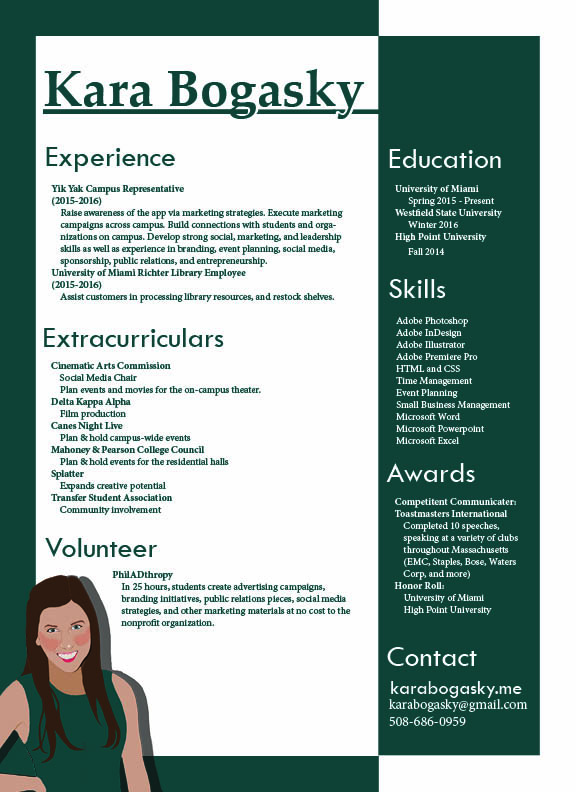 Kara Bogasky
Experience
Yik Yak Campus Representative
(2015-2016)
Raise awareness of the app via marketing strategies. Execute marketing
campaigns across campus. Build connections with students and orga-
nizations on campus. Develop strong social, marketing, and leadership
skills as well as experience in branding, event planning, social media,
sponsorship, public relations, and entrepreneurship.
University of Miami Richter Library Employee
(2015-2016)
Assist customers in processing library resources, and restock shelves.
Extracurriculars
Cinematic Arts Commission
Social Media Chair
Plan events and movies for the on-campus theater.
Delta Kappa Alpha
Film production
Canes Night Live
Plan & hold campus-wide events
Mahoney & Pearson College Council
Plan & hold events for the residential halls
Splatter
Expands creative potential
Transfer Student Association
Community involvement
Volunteer
PhilADthropy
In 25 hours, students create advertising campaigns,
branding initiatives, public relations pieces, social media
strategies, and other marketing materials at no cost to the
nonprofit organization.
Education
University of Miami
Spring 2015 - Present
Westfield State University
Winter 2016
High Point University
Fall 2014
Skills
Adobe Photoshop
Adobe InDesign
Adobe Illustrator
Adobe Premiere Pro
HTML and CSS
Time Management
Event Planning
Small Business Management
Microsoft Word
Microsoft Powerpoint
Microsoft Excel
Awards
Competitent Communicater:
Toastmasters International
Completed 10 speeches,
speaking at a variety of clubs
throughout Massachusetts
(EMC, Staples, Bose, Waters
Corp, and more)
Honor Roll:
University of Miami
High Point University
Contact
karabogasky.me
karabogasky@gmail.com
508-686-0959